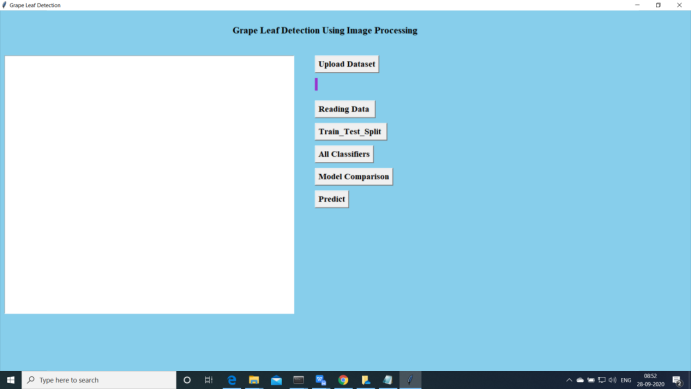 Grape Leaf Detection
Grape Leaf Detection Using Image Processing
Upload Dataset
Reading Data
Train_Test_Split
All Classifiers
Model Comparison
Predict
Type here to search
ENG
08:52
28-09-2020